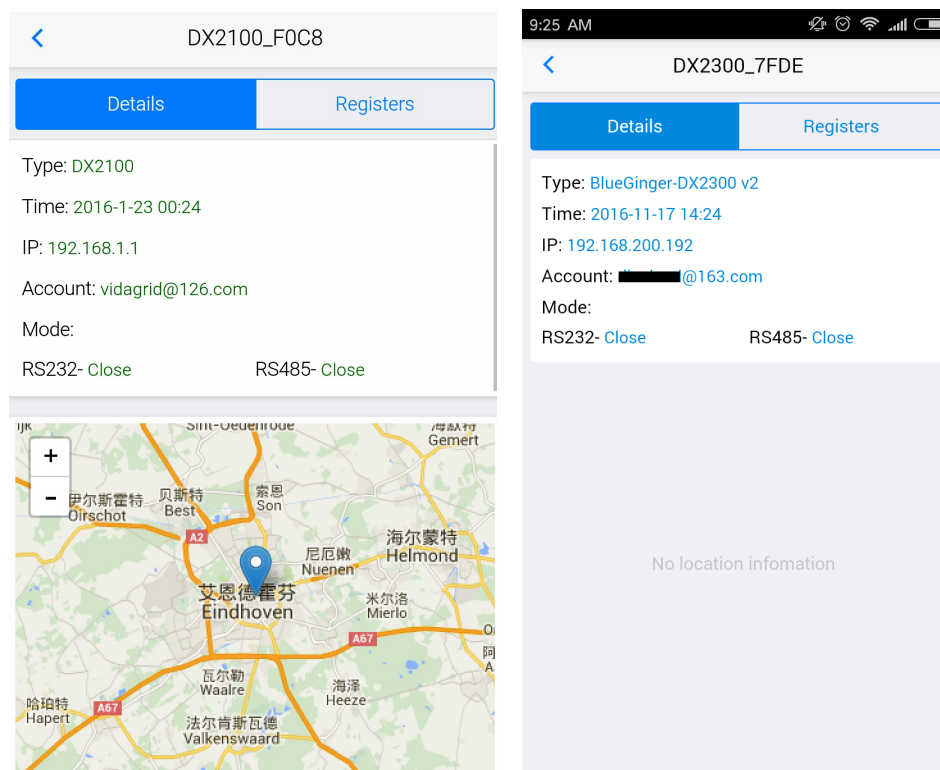 DX2100_F0C8
Details
Registers
Type: DX2100
Time: 2016-1-23 00:24
IP: 192.168.1.1
Account: vidagrid@126.com
Mode:
RS232- Close
RS485- Close
+
-
Sint-Oedenrode
Gemert
伊尔斯霍特
Oirschot
贝斯特
Best
索恩
Son
A2
尼厄嫩
Nuenen
海尔蒙特
Helmond
艾恩德霍芬
Eindhoven
米尔洛
Mierlo
A67
瓦尔勒
Waalre
海泽
Heeze
哈珀特
Hapert
A67
法尔肯斯瓦德
Valkenswaard
9:25 AM
DX2300_7FDE
Details
Registers
Type: BlueGinger-DX2300 v2
Time: 2016-11-17 14:24
IP: 192.168.200.192
Account: @163.com
Mode:
RS232- Close
RS485- Close
No location infomation